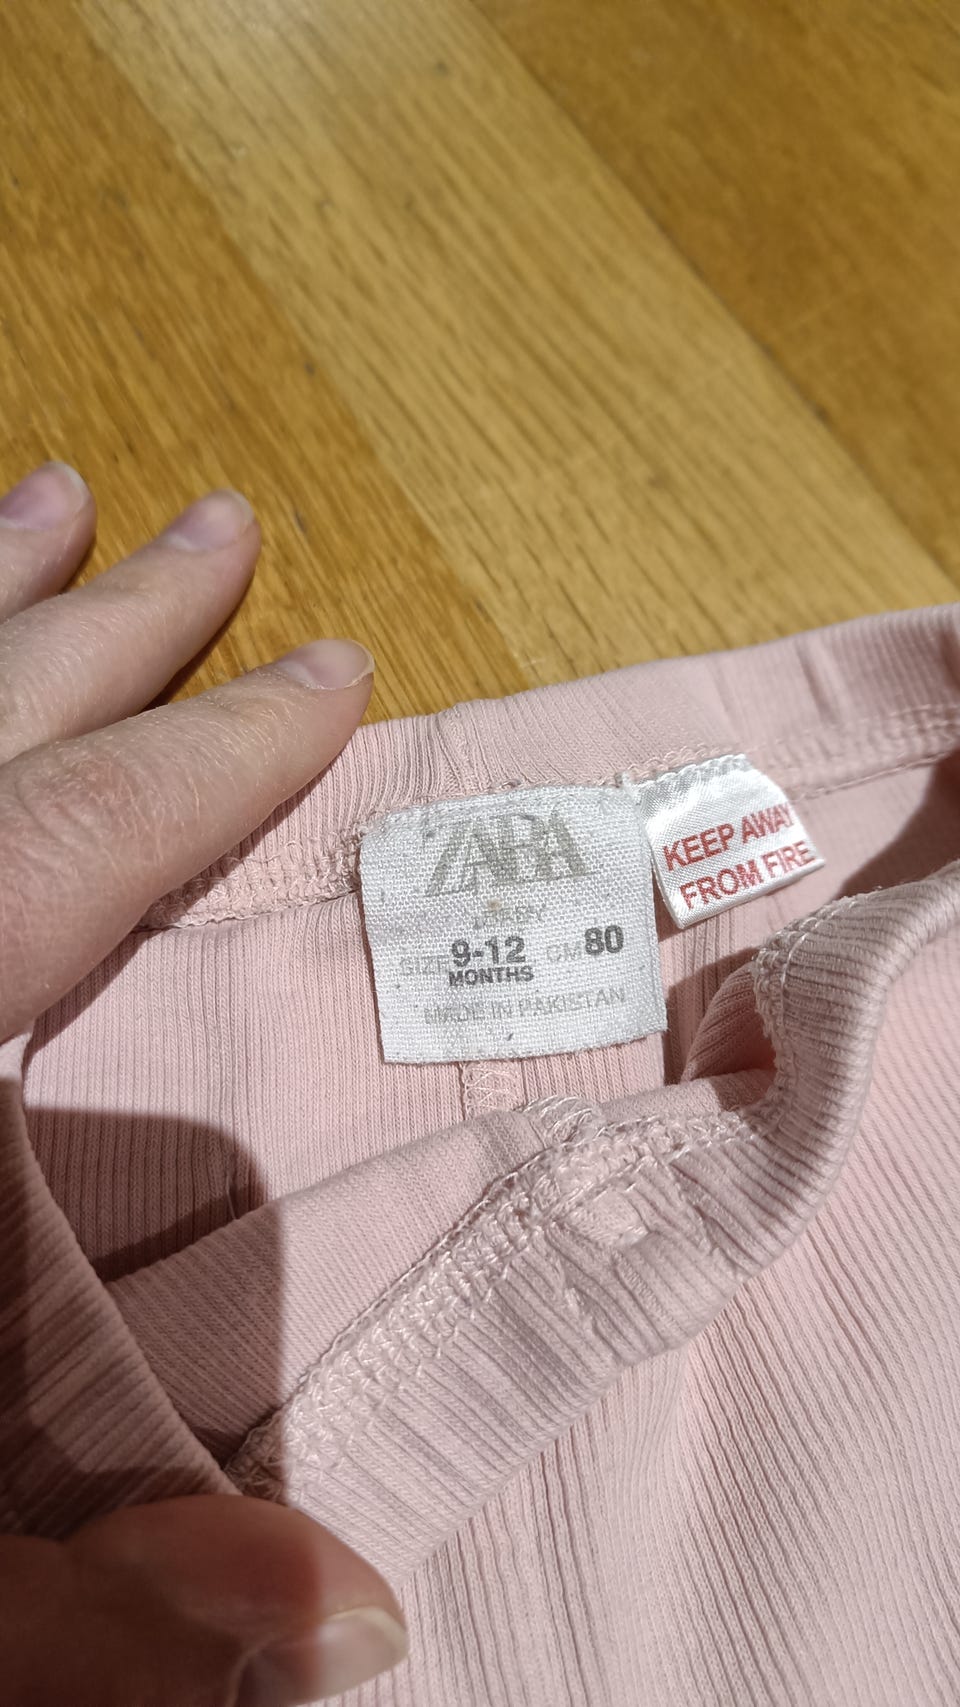 ZARA
SIZE 9-12 MONTHS CM 80
MADE IN PAKISTAN
KEEP AWAY
FROM FIRE